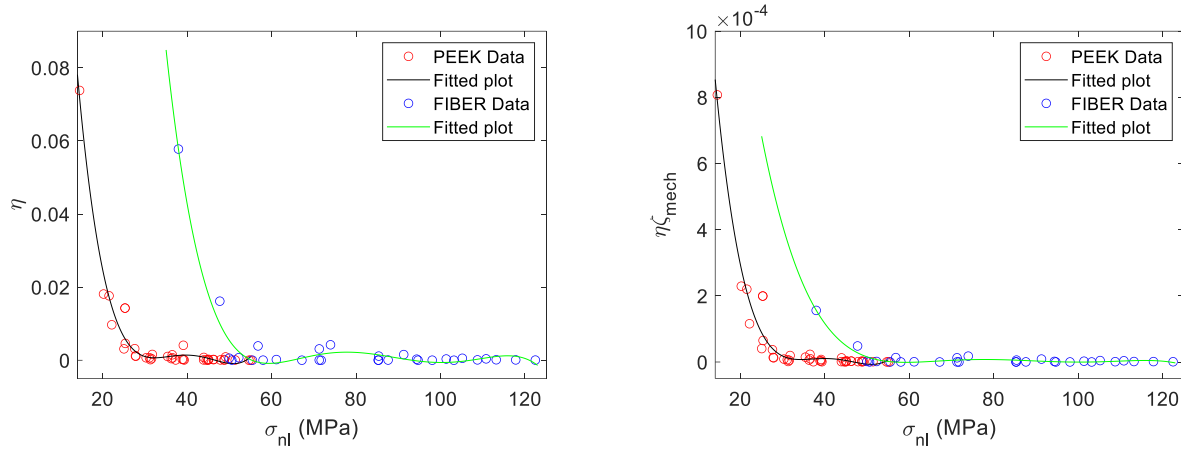 0.08
0.06
0.04
0.02
0
η
20 40 60 80 100 120
σnl (MPa)
PEEK Data
Fitted plot
FIBER Data
Fitted plot
×10-4
10
8
6
4
2
0
ηζmech
20 40 60 80 100 120
σnl (MPa)
PEEK Data
Fitted plot
FIBER Data
Fitted plot